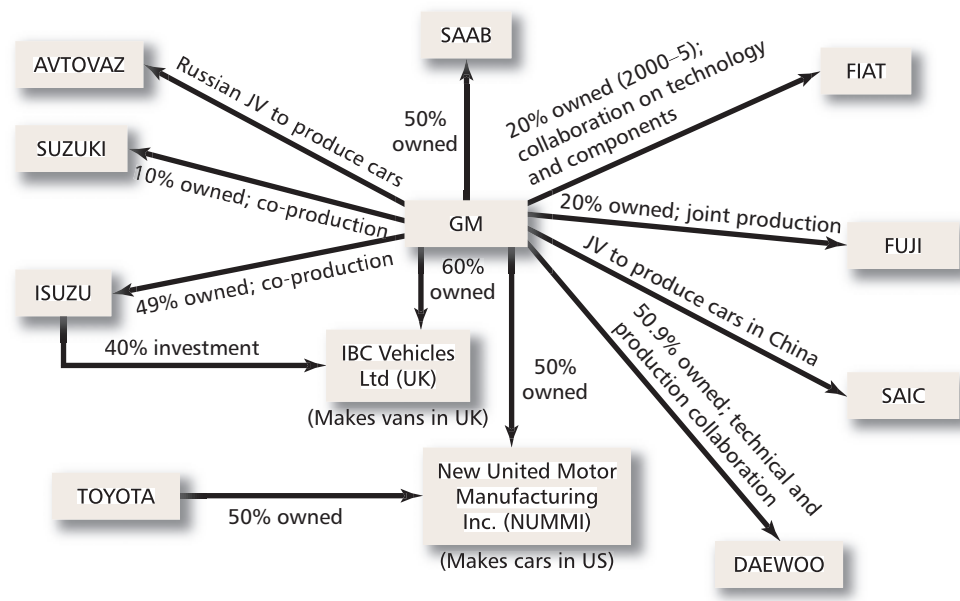 SAAB
AVTOVAZ
FIAT
SUZUKI
Russian JV to produce cars
50%
owned
20% owned (2000–5);
collaboration on technology
and components
10% owned; co-production
GM
20% owned; joint production
FUJI
ISUZU
49% owned; co-production
60%
owned
JV to produce cars in China
40% investment
IBC Vehicles
Ltd (UK)
(Makes vans in UK)
50%
owned
50.9% owned; technical and
production collaboration
SAIC
TOYOTA
50% owned
New United Motor
Manufacturing
Inc. (NUMMI)
(Makes cars in US)
DAEWOO